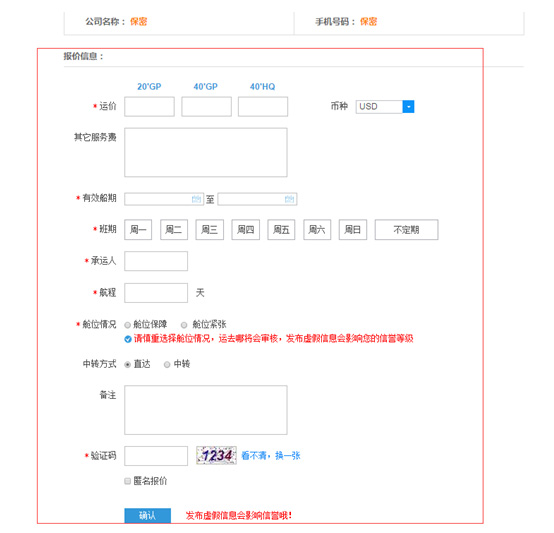 公司名称： 保密 手机号码： 保密
报价信息：
20'GP 40'GP 40'HQ
* 运价 币种 USD
其它服务费
* 有效船期 至
* 班期 周一 周二 周三 周四 周五 周六 周日 不定期
* 承运人
* 航程 天
* 舱位情况 舱位保障 舱位紧张
请慎重选择舱位情况，运去哪将会审核，发布虚假信息会影响您的信誉等级
中转方式 直达 中转
备注
* 验证码 1234 看不清，换一张
匿名报价
确认 发布虚假信息会影响信誉哦！